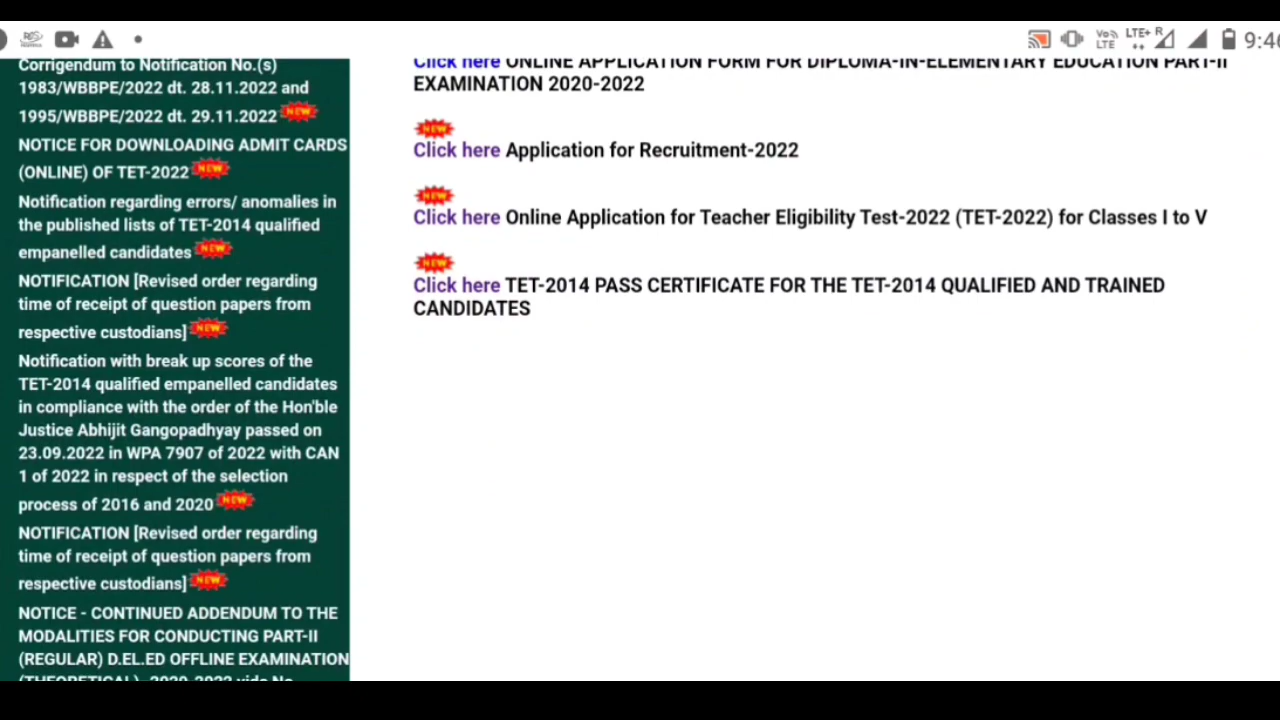 9:46
Corrigendum to Notification No.(s)
1983/WBBPE/2022 dt. 28.11.2022 and
1995/WBBPE/2022 dt. 29.11.2022 NEW
NOTICE FOR DOWNLOADING ADMIT CARDS
(ONLINE) OF TET-2022 NEW
Notification regarding errors/ anomalies in
the published lists of TET-2014 qualified
empanelled candidates NEW
NOTIFICATION [Revised order regarding
time of receipt of question papers from
respective custodians] NEW
Notification with break up scores of the
TET-2014 qualified empanelled candidates
in compliance with the order of the Hon'ble
Justice Abhijit Gangopadhyay passed on
23.09.2022 in WPA 7907 of 2022 with CAN
1 of 2022 in respect of the selection
process of 2016 and 2020 NEW
NOTIFICATION [Revised order regarding
time of receipt of question papers from
respective custodians] NEW
NOTICE - CONTINUED ADDENDUM TO THE
MODALITIES FOR CONDUCTING PART-II
(REGULAR) D.EL.ED OFFLINE EXAMINATION
(THEORETICAL)- 2020-2022 vide No.
Click here ONLINE APPLICATION FORM FOR DIPLOMA-IN-ELEMENTARY EDUCATION PART-II
EXAMINATION 2020-2022
NEW
Click here Application for Recruitment-2022
NEW
Click here Online Application for Teacher Eligibility Test-2022 (TET-2022) for Classes I to V
NEW
Click here TET-2014 PASS CERTIFICATE FOR THE TET-2014 QUALIFIED AND TRAINED
CANDIDATES